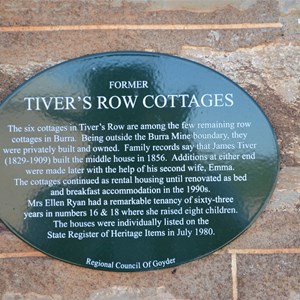 FORMER
TIVER'S ROW COTTAGES
The six cottages in Tiver's Row are among the few remaining row
cottages in Burra. Being outside the Burra Mine boundary, they
were privately built and owned. Family records say that James Tiver
(1829-1909) built the middle house in 1856. Additions at either end
were made later with the help of his second wife, Emma.
The cottages continued as rental housing until renovated as bed
and breakfast accommodation in the 1990s.
Mrs Ellen Ryan had a remarkable tenancy of sixty-three
years in numbers 16 & 18 where she raised eight children.
The houses were individually listed on the
State Register of Heritage Items in July 1980.
Regional Council Of Goyder